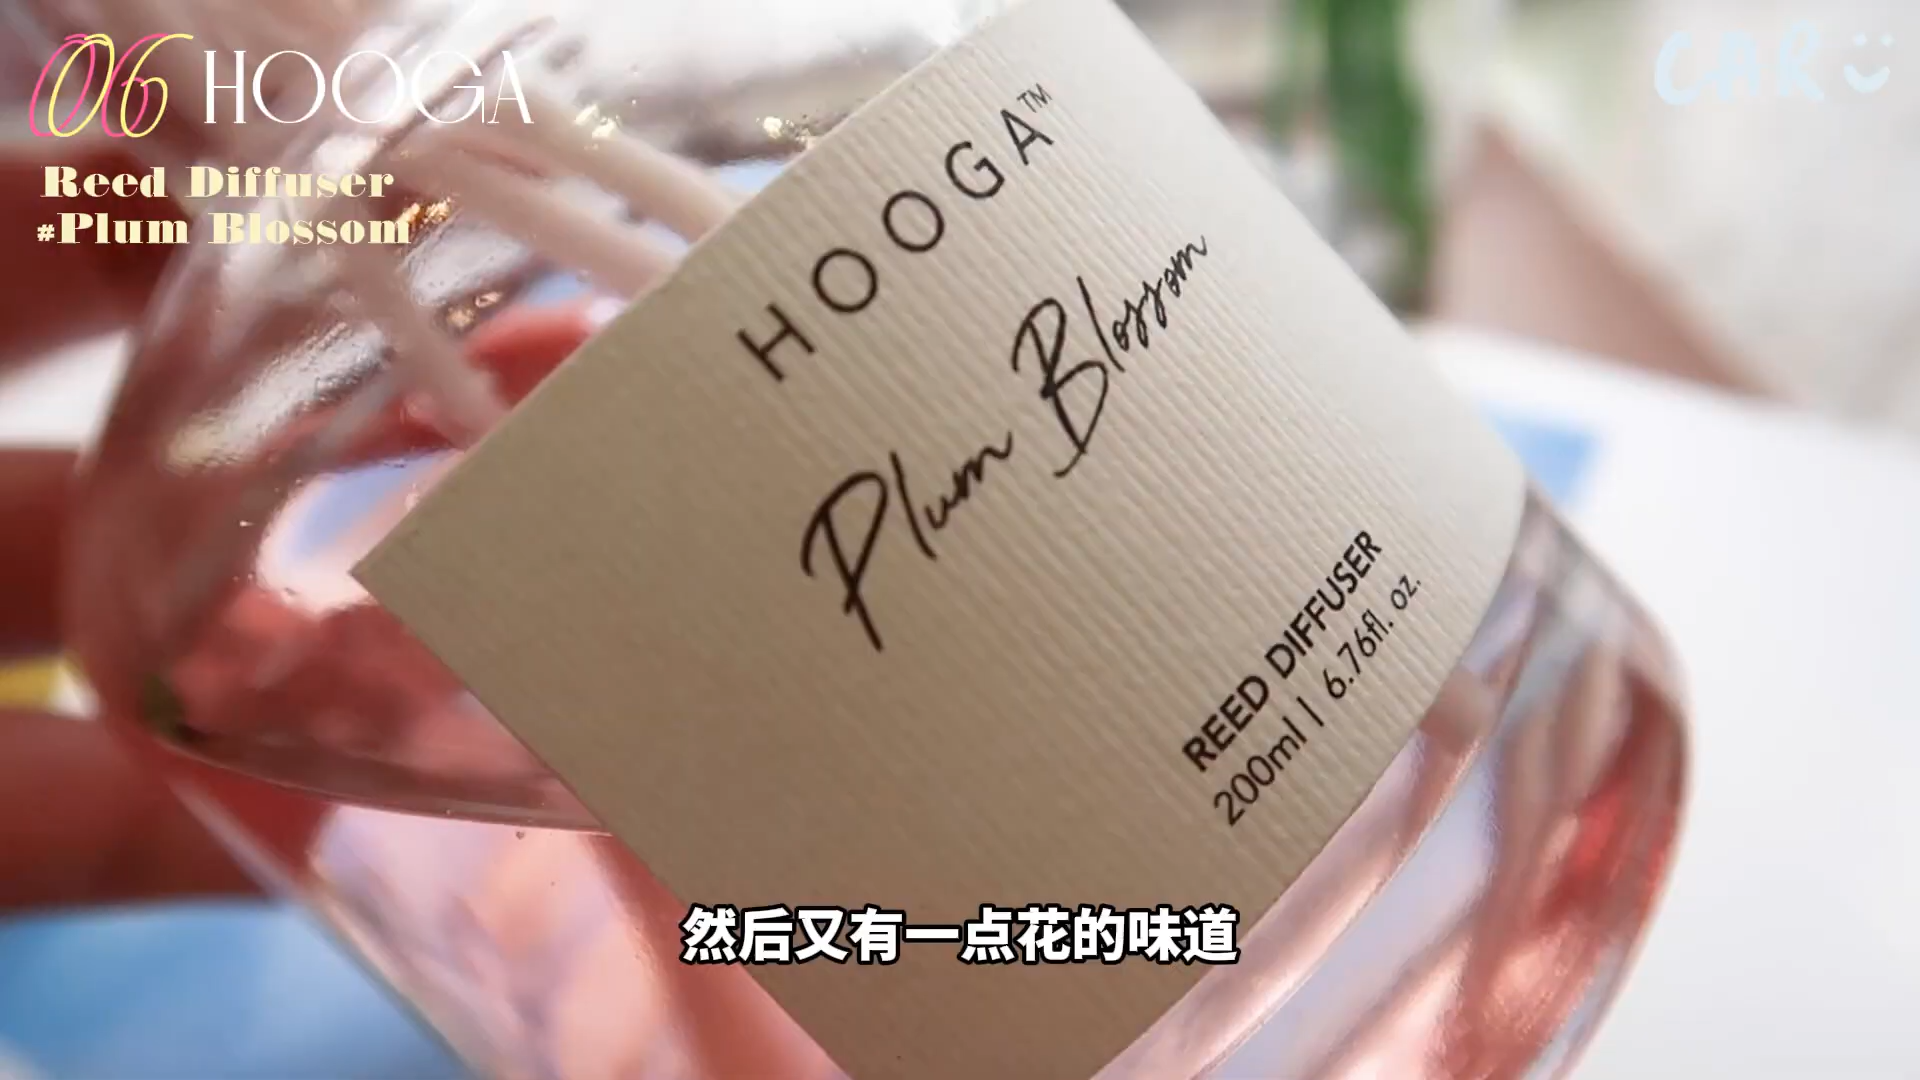 06 HOOGA
Reed Diffuser
#Plum Blossom
CAR
HOOGA™
Plum Blossom
REED DIFFUSER
200ml | 6.76fl. oz.
然后又有一点花的味道